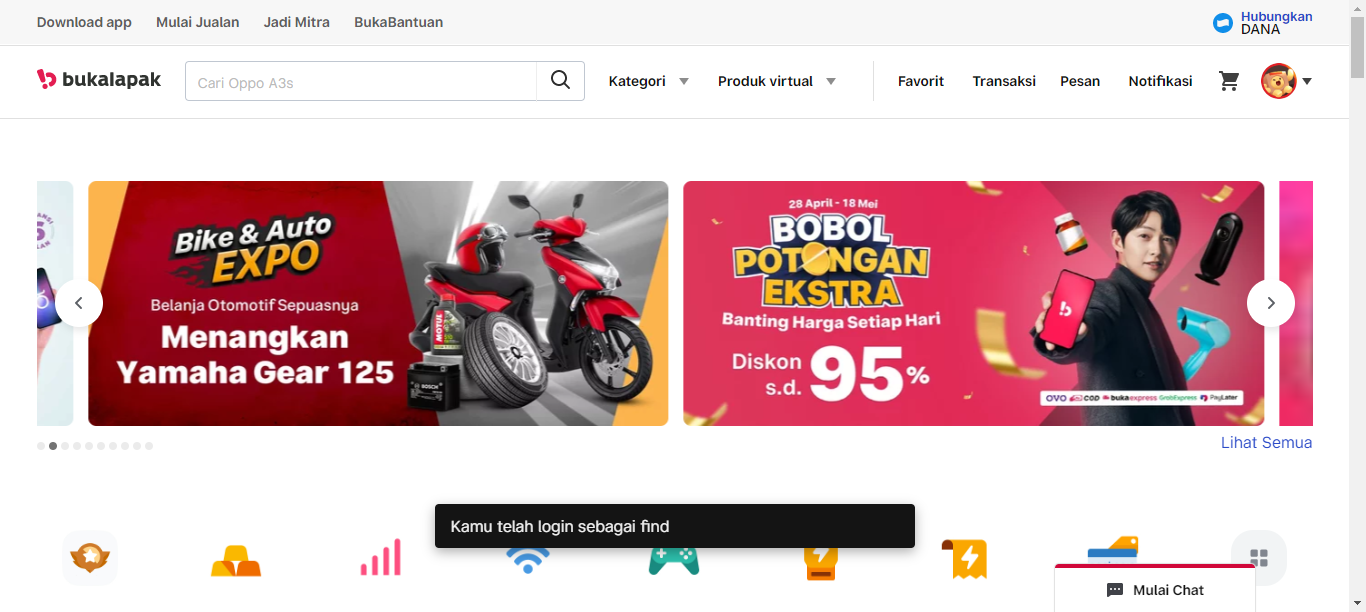 Download app
Mulai Jualan
Jadi Mitra
BukaBantuan
Hubungkan
DANA
bukalapak
Cari Oppo A3s
Kategori
Produk virtual
Favorit
Transaksi
Pesan
Notifikasi
Bike & Auto
EXPO
Belanja Otomotif Sepuasnya
Menangkan
Yamaha Gear 125
MOTUL
BOSCH
28 April - 18 Mei
BOBOL
POTONGAN
EKSTRA
Banting Harga Setiap Hari
Diskon
s.d. 95%
OVO COD bukaexpress GrabExpress PayLater
Lihat Semua
Kamu telah login sebagai find
Mulai Chat